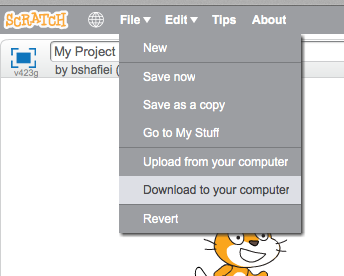 SCRATCH File Edit Tips About
My Project
by bshafiei (
v423g
New
Save now
Save as a copy
Go to My Stuff
Upload from your computer
Download to your computer
Revert